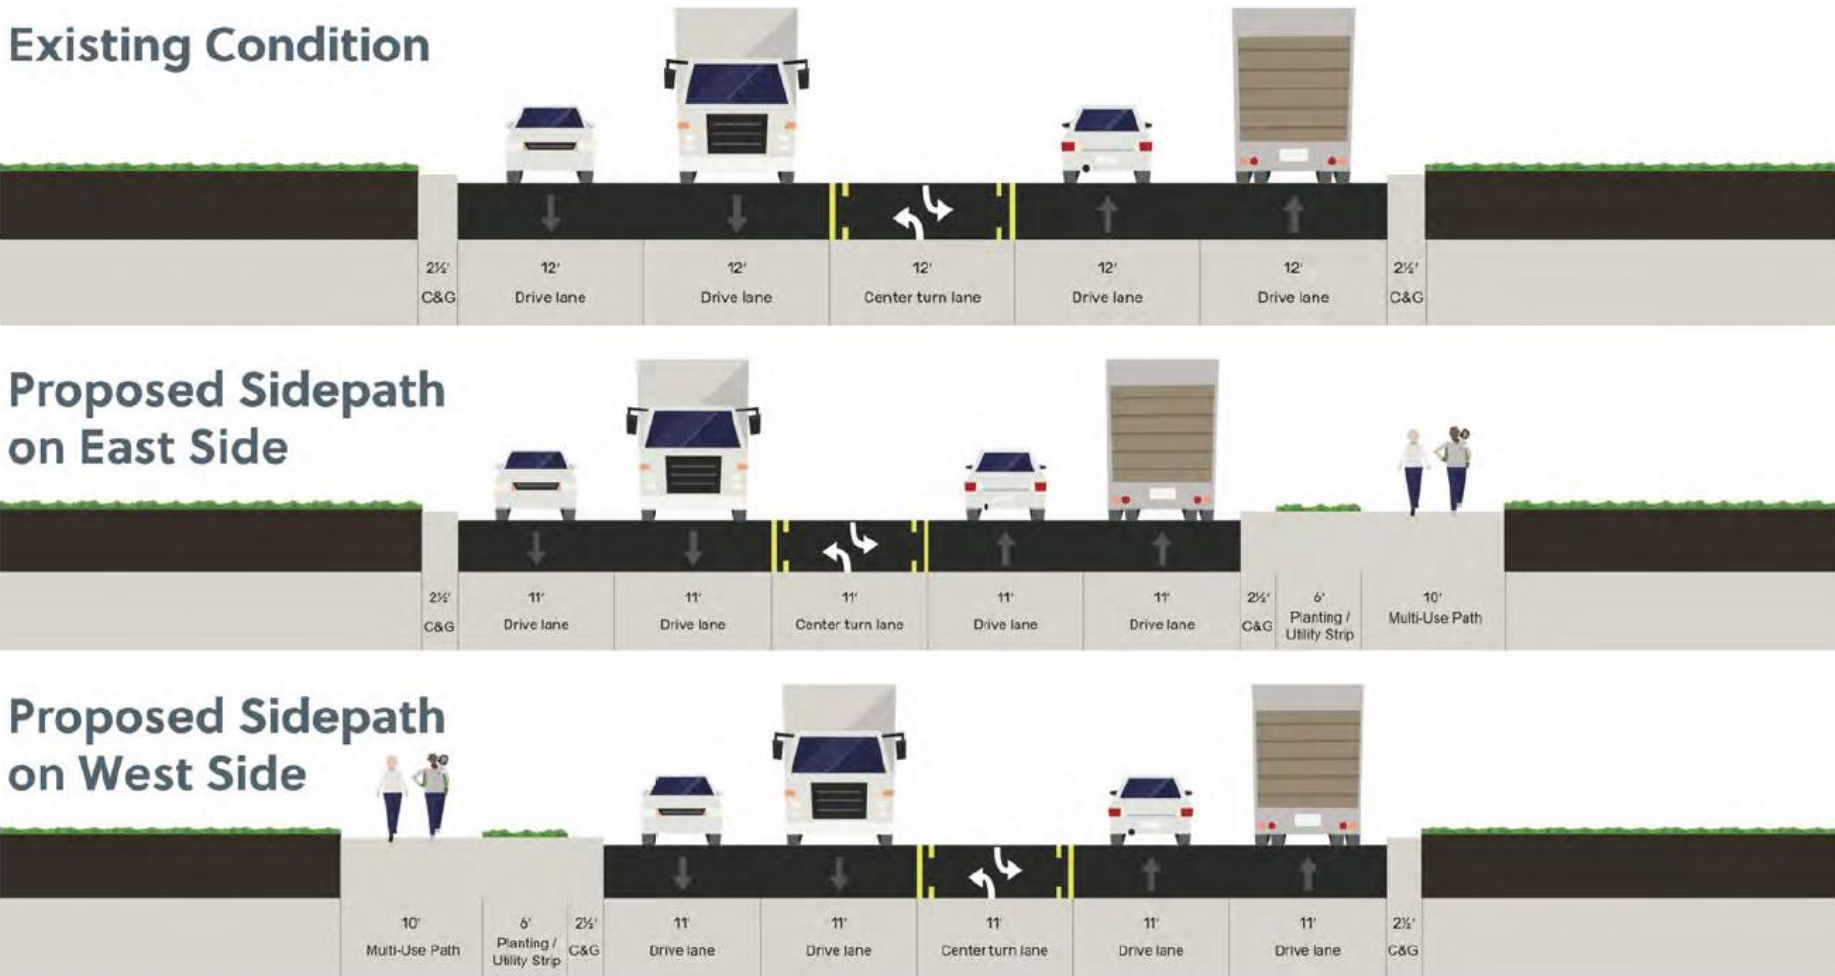 Existing Condition
2½' 12' 12' 12' 12' 12' 2½'
C&G Drive lane Drive lane Center turn lane Drive lane Drive lane C&G
Proposed Sidepath
on East Side
2½' 11' 11' 11' 11' 11' 2½' 6' 10'
C&G Drive lane Drive lane Center turn lane Drive lane Drive lane C&G Planting / Utility Strip Multi-Use Path
Proposed Sidepath
on West Side
10' 6' 2½' 11' 11' 11' 11' 11' 2½'
Multi-Use Path Planting / Utility Strip C&G Drive lane Drive lane Center turn lane Drive lane Drive lane C&G